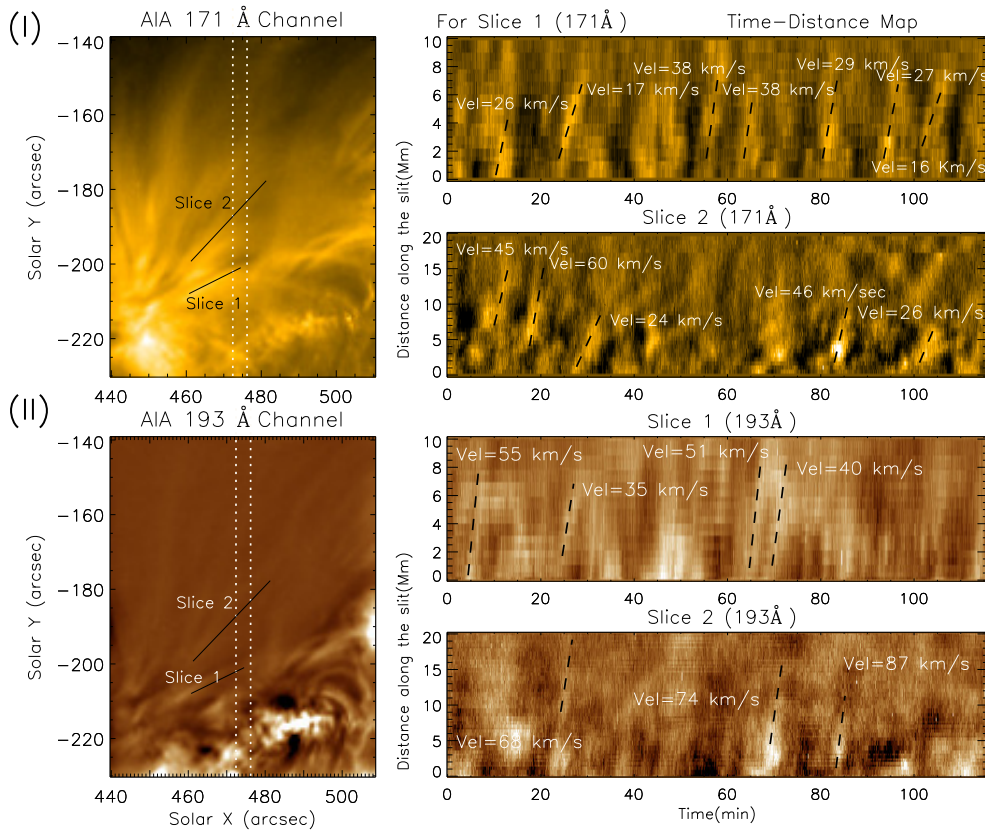 (I)
AIA 171 Å Channel
For Slice 1 (171Å)
Time-Distance Map
Solar Y (arcsec)
-140
-160
-180
-200
-220
Slice 2
Slice 1
440 460 480 500
Distance along the slit(Mm)
10
8
6
4
2
0
Vel=26 km/s
Vel=17 km/s
Vel=38 km/s
Vel=38 km/s
Vel=29 km/s
Vel=27 km/s
Vel=16 Km/s
0 20 40 60 80 100
Slice 2 (171Å)
20
15
10
5
0
Vel=45 km/s
Vel=60 km/s
Vel=24 km/s
Vel=46 km/sec
Vel=26 km/s
0 20 40 60 80 100
(II)
AIA 193 Å Channel
Solar Y (arcsec)
-140
-160
-180
-200
-220
Slice 2
Slice 1
440 460 480 500
Solar X (arcsec)
Slice 1 (193Å)
Distance along the slit(Mm)
10
8
6
4
2
0
Vel=55 km/s
Vel=35 km/s
Vel=51 km/s
Vel=40 km/s
0 20 40 60 80 100
Slice 2 (193Å)
20
15
10
5
0
km/s
Vel=74 km/s
Vel=87 km/s
0 20 40 60 80 100
Time(min)